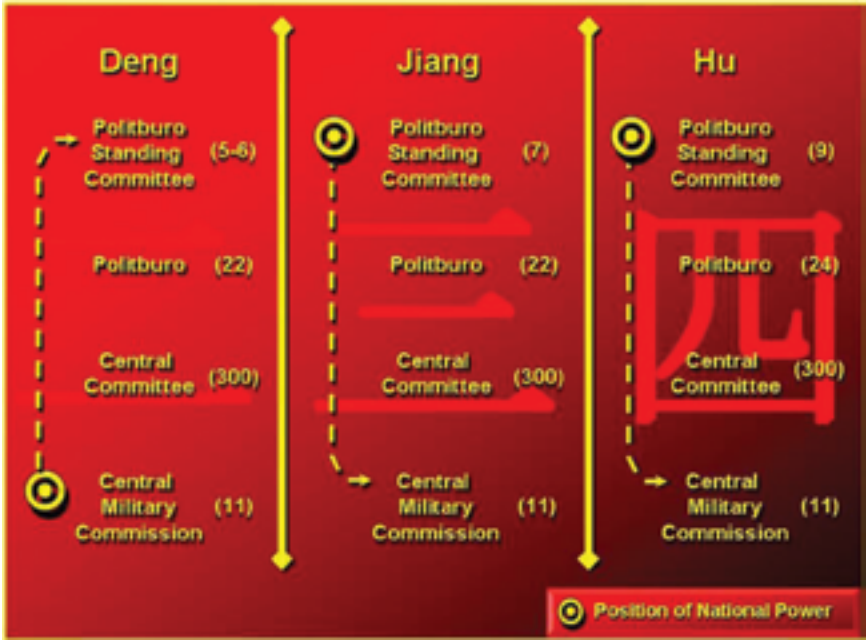 Deng
Politburo
Standing (5-6)
Committee
Politburo (22)
Central
Committee (300)
Central
Military (11)
Commission
二
Jiang
Politburo
Standing (7)
Committee
Politburo (22)
Central
Committee (300)
Central
Military (11)
Commission
三
Hu
Politburo
Standing (9)
Committee
Politburo (24)
Central
Committee (300)
Central
Military (11)
Commission
四
Position of National Power